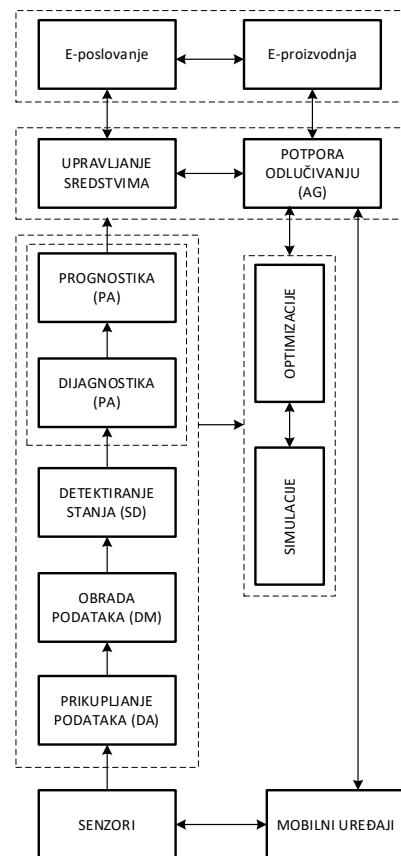 E-poslovanje
E-proizvodnja
UPRAVLJANJE
SREDSTVIMA
POTPORA
ODLUČIVANJU
(AG)
PROGNOSTIKA
(PA)
OPTIMIZACIJE
DIJAGNOSTIKA
(PA)
DETEKTIRANJE
STANJA (SD)
SIMULACIJE
OBRADA
PODATAKA (DM)
PRIKUPLJANJE
PODATAKA (DA)
SENZORI
MOBILNI UREĐAJI